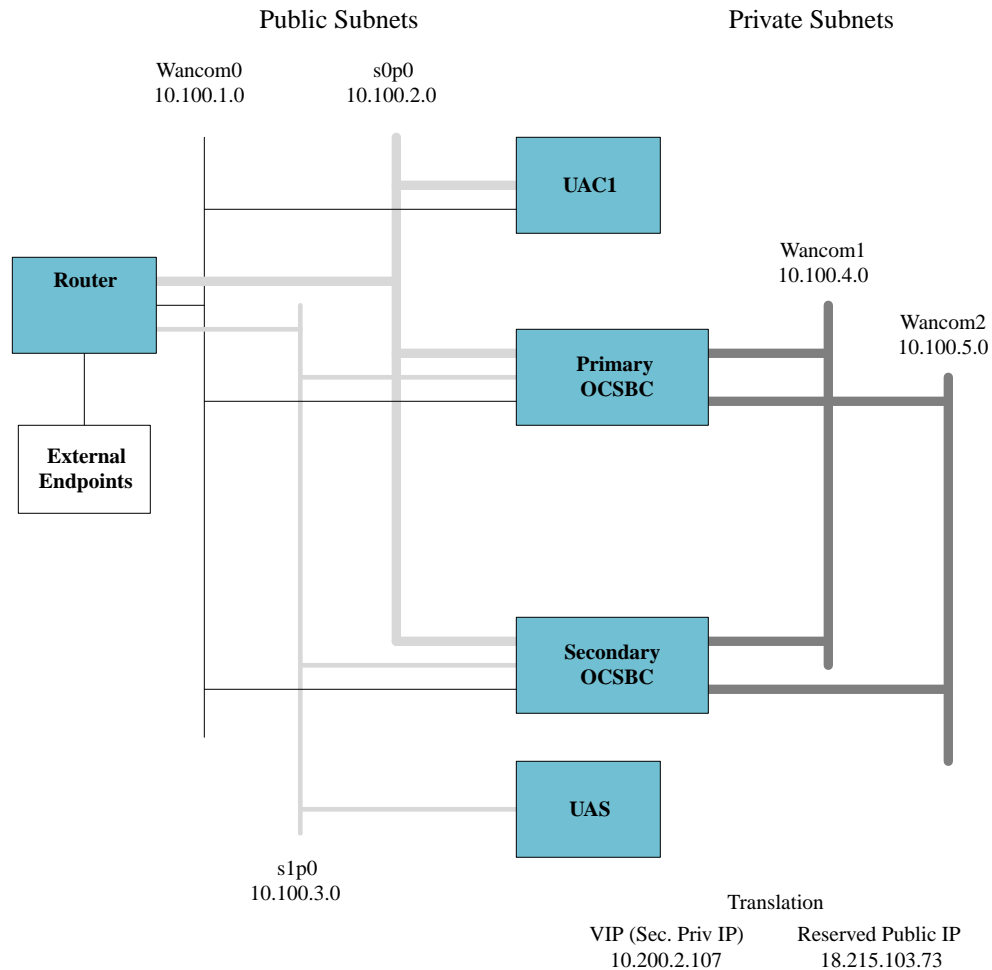 Public Subnets
Private Subnets
Wancom0
10.100.1.0
s0p0
10.100.2.0
UAC1
Router
Wancom1
10.100.4.0
Wancom2
10.100.5.0
Primary
OCSBC
External
Endpoints
Secondary
OCSBC
UAS
s1p0
10.100.3.0
Translation
VIP (Sec. Priv IP)
10.200.2.107
Reserved Public IP
18.215.103.73